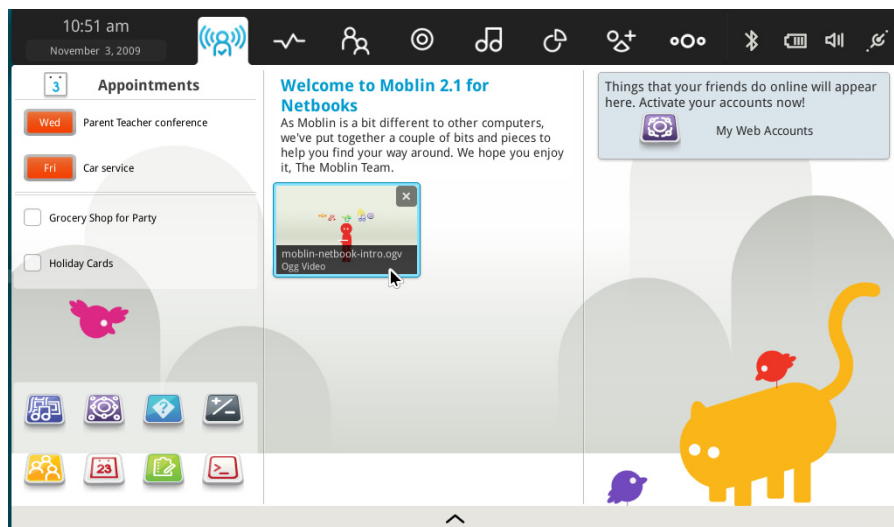 10:51 am
November 3, 2009
3
Appointments
Wed
Parent Teacher conference
Fri
Car service
Grocery Shop for Party
Holiday Cards
23
Welcome to Moblin 2.1 for
Netbooks
As Moblin is a bit different to other computers,
we've put together a couple of bits and pieces to
help you find your way around. We hope you enjoy
it, The Moblin Team.
moblin-netbook-intro.ogv
Ogg Video
Things that your friends do online will appear
here. Activate your accounts now!
My Web Accounts